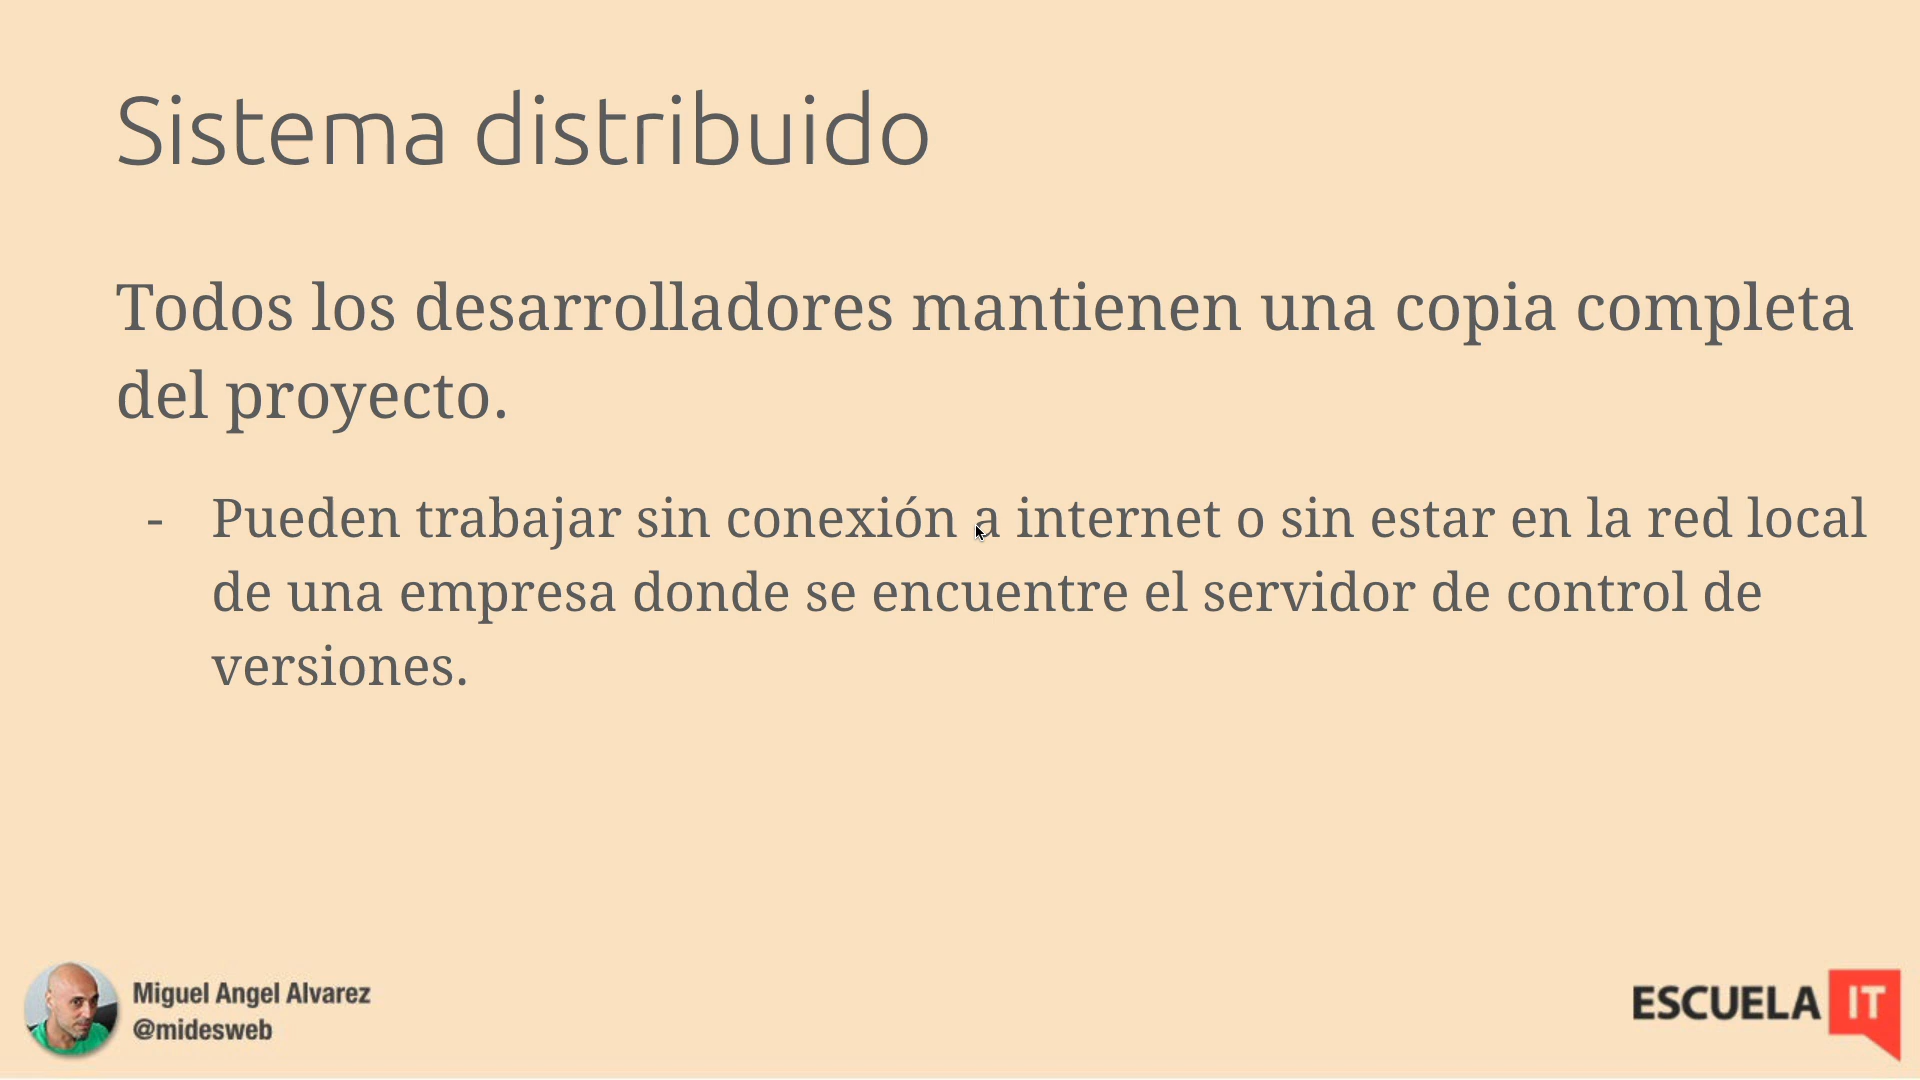 Sistema distribuido
Todos los desarrolladores mantienen una copia completa
del proyecto.
- Pueden trabajar sin conexión a internet o sin estar en la red local
de una empresa donde se encuentre el servidor de control de
versiones.
Miguel Angel Alvarez
@midesweb
ESCUELA IT